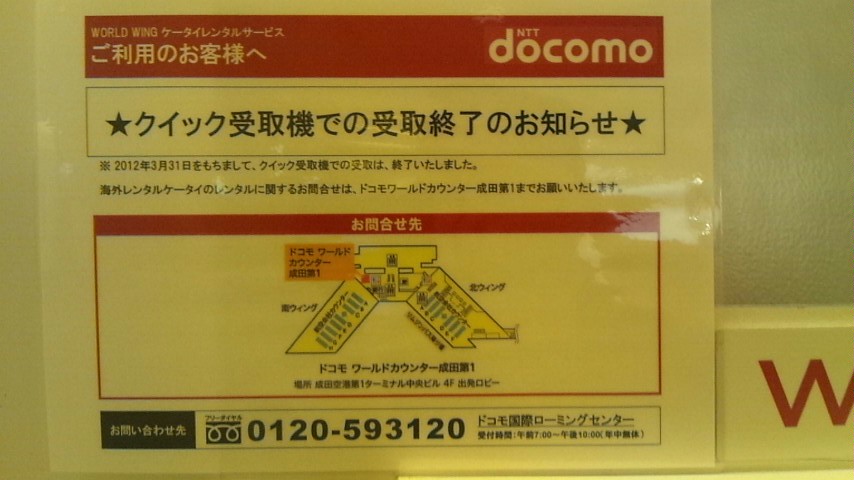 WORLD WING ケータイレンタルサービス
ご利用のお客様へ
NTT
docomo
★クイック受取機での受取終了のお知らせ★
※ 2012年3月31日をもちまして、クイック受取機での受取は、終了いたしました。
海外レンタルケータイのレンタルに関するお問合せは、ドコモワールドカウンター成田第1までお願いいたします。
お問合せ先
ドコモ ワールド
カウンター
成田第1
南ウィング
北ウィング
ドコモ ワールドカウンター成田第1
場所 成田空港第1ターミナル中央ビル 4F 出発ロビー
お問い合わせ先
フリーダイヤル
0120-593120
ドコモ国際ローミングセンター
受付時間：午前7:00～午後10:00(年中無休)
W